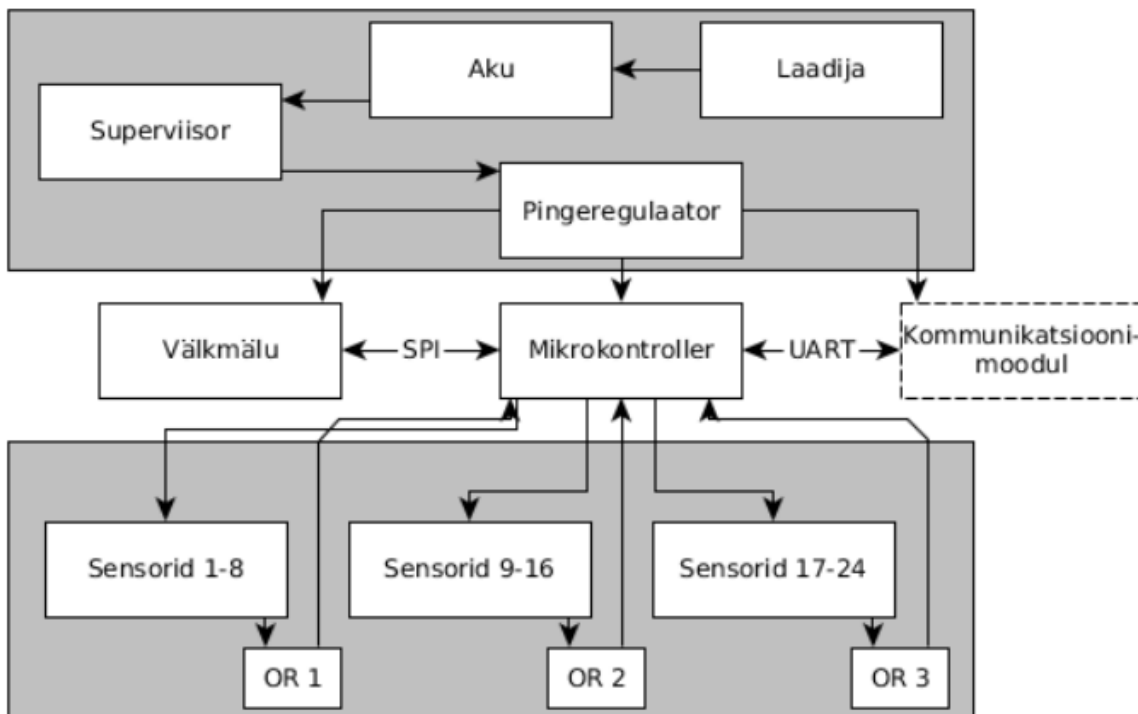 Aku
Laadija
Superviisor
Pingeregulaator
Välkmälu
SPI
Mikrokontroller
UART
Kommunikatsiooni-
moodul
Sensorid 1-8
Sensorid 9-16
Sensorid 17-24
OR 1
OR 2
OR 3